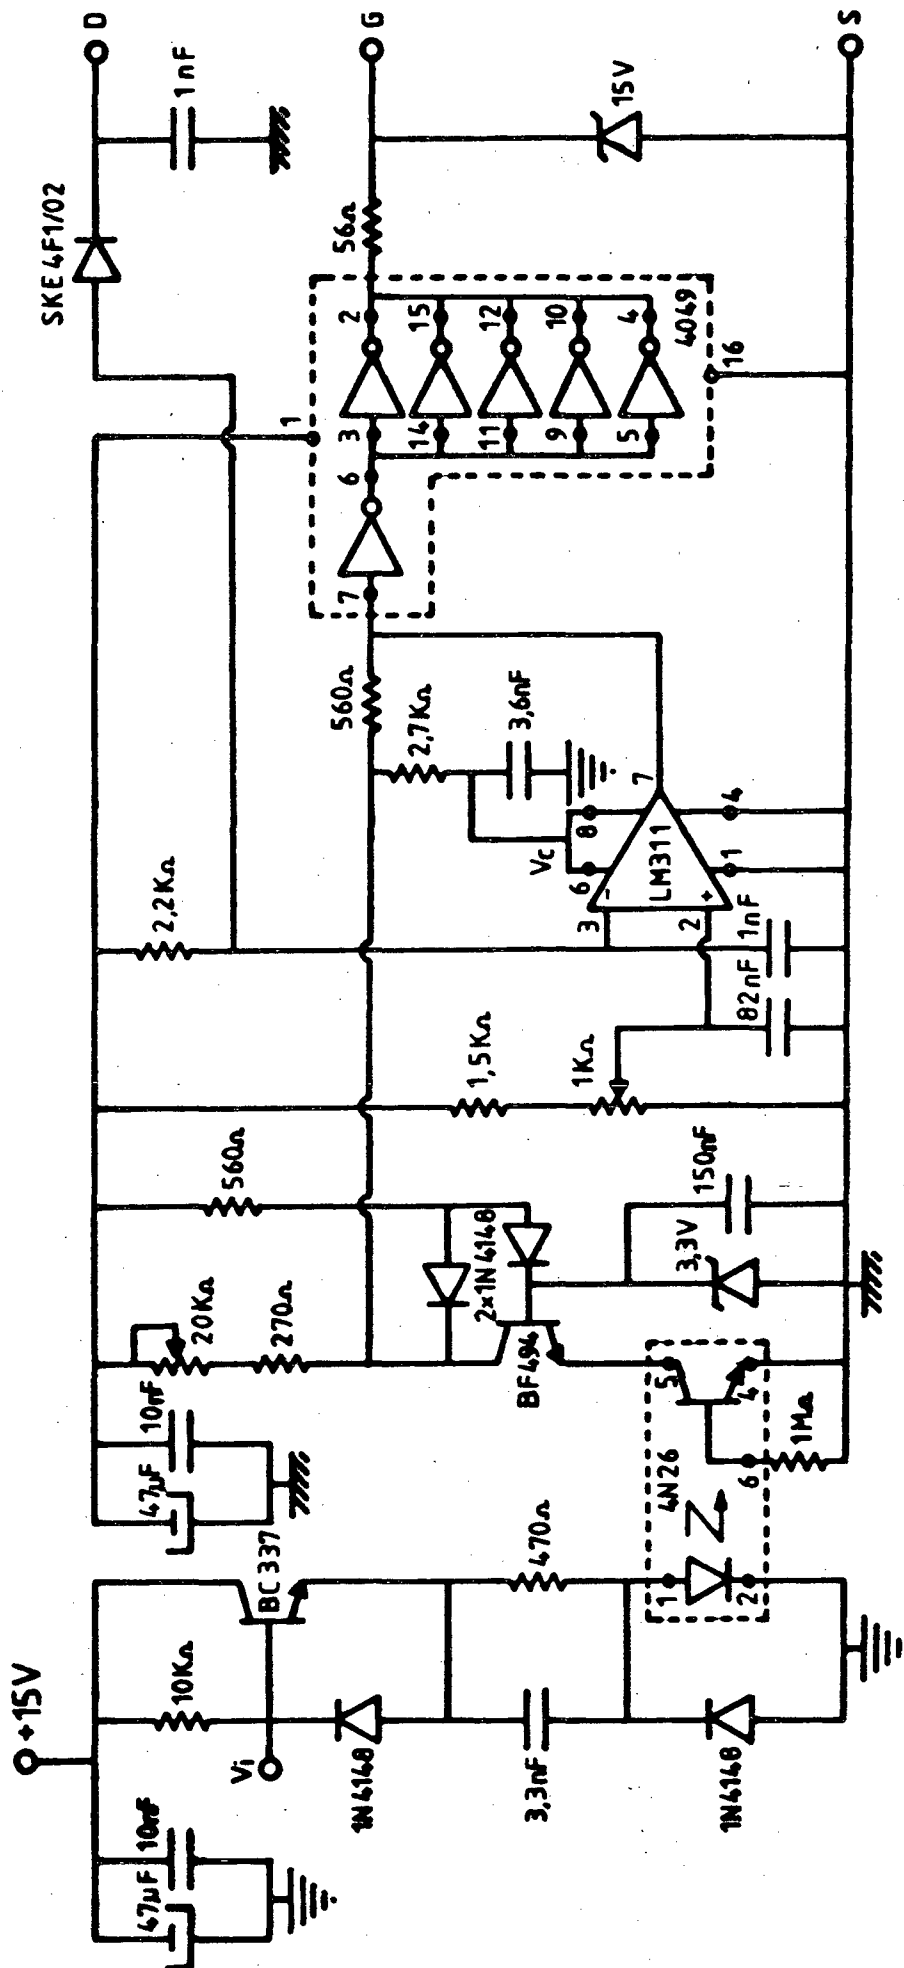 +15V
47µF
10nF
Vi
10KΩ
BC 337
1N4148
3,3nF
1N4148
470Ω
1
2
4N26
5
4
6
1MΩ
47µF
10nF
20KΩ
270Ω
560Ω
2x1N4148
BF494
3,3V
150nF
1,5KΩ
1KΩ
82nF
1nF
2,2KΩ
3
2
-
+
LM311
6
8
Vc
1
4
7
2,7KΩ
3,6nF
560Ω
7
6
1
3
2
14
15
11
12
9
10
5
4
4049
16
56Ω
SKE 4F1/02
1nF
15V
D
G
S